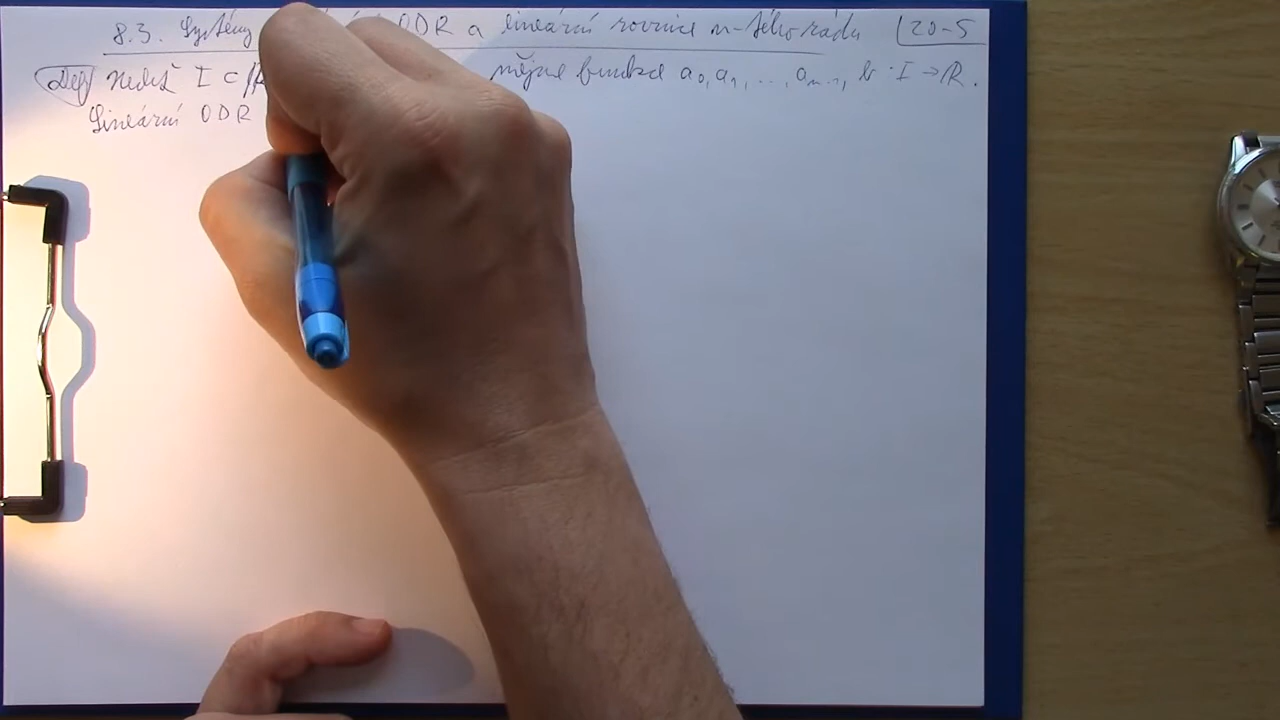 8.3. Systémy ODR a lineární rovnice n-tého řádu 20-5
Def Nechť I ⊂ R mějme funkce a₀, a₁, ..., aₙ₋₁, b : I → R.
Lineární ODR